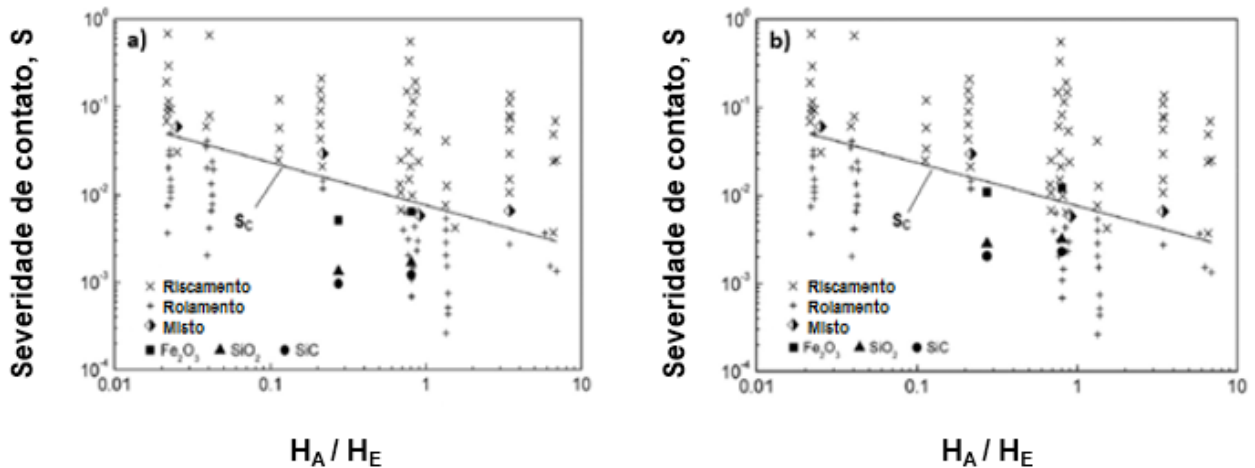 Severidade de contato, S
10⁰
10⁻¹
10⁻²
10⁻³
10⁻⁴
a)
S_C
× Riscamento
+ Rolamento
Misto
■ Fe₂O₃ ▲ SiO₂ ● SiC
0.01 0.1 1 10
H_A / H_E
Severidade de contato, S
10⁰
10⁻¹
10⁻²
10⁻³
10⁻⁴
b)
S_C
× Riscamento
+ Rolamento
Misto
■ Fe₂O₃ ▲ SiO₂ ● SiC
0.01 0.1 1 10
H_A / H_E